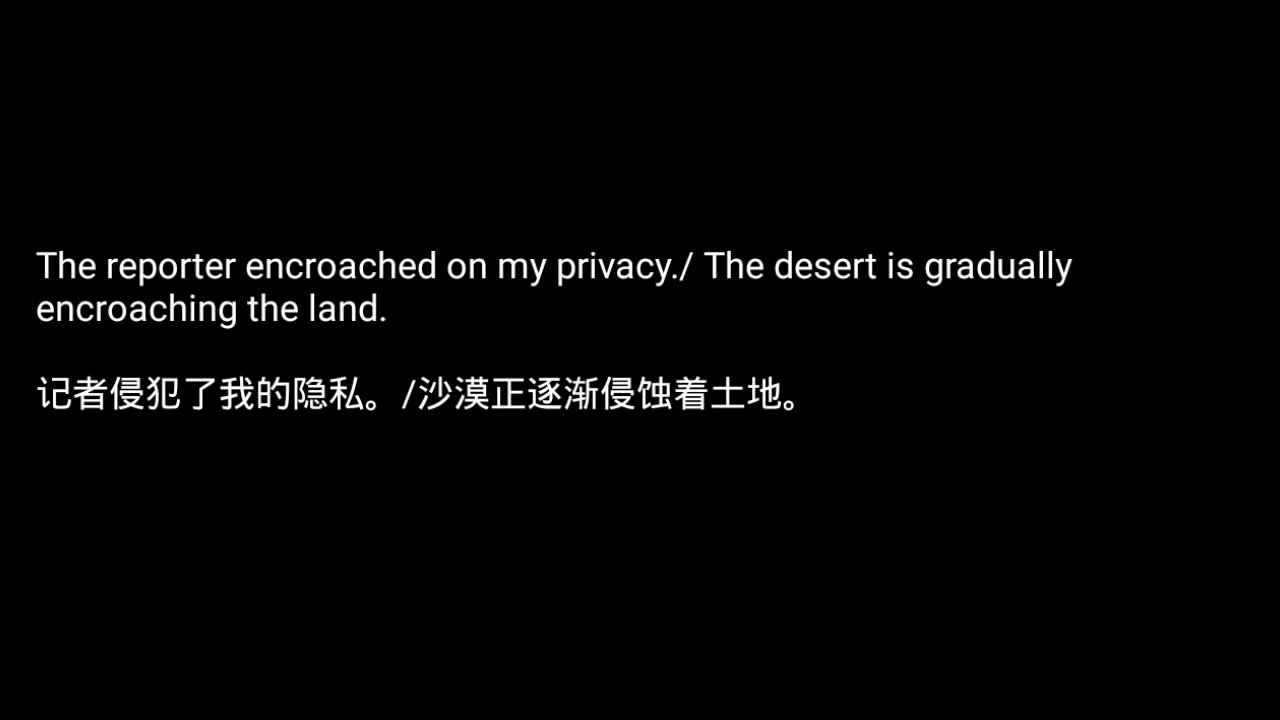 The reporter encroached on my privacy./ The desert is gradually
encroaching the land.
记者侵犯了我的隐私。/沙漠正逐渐侵蚀着土地。